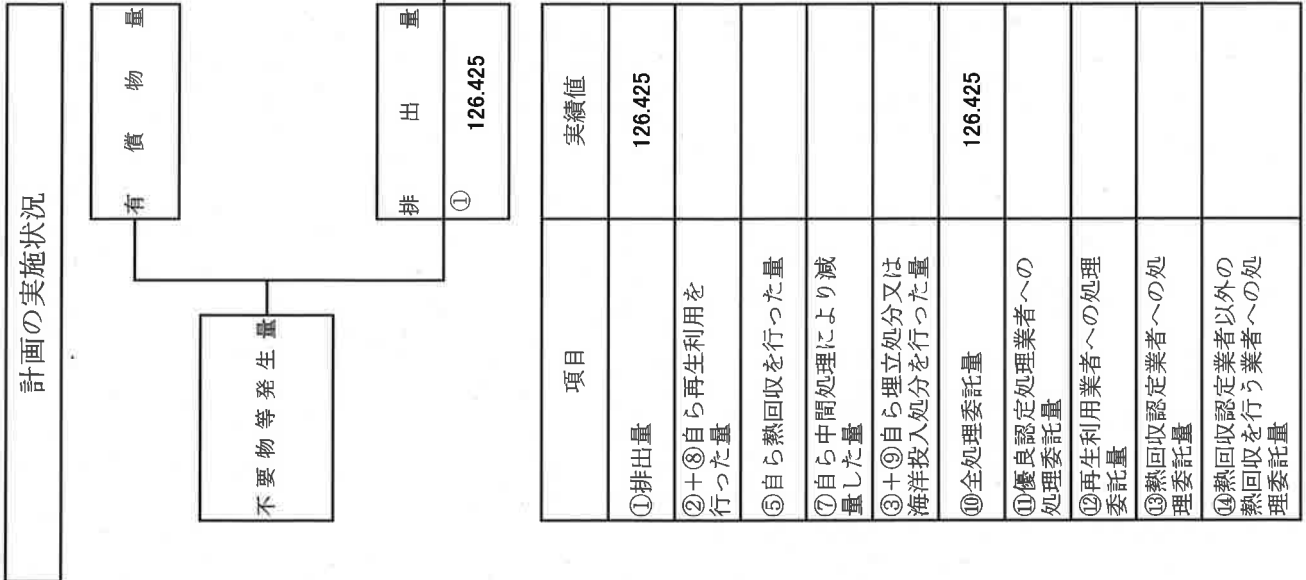 計画の実施状況
有償物量
不要物等発生量
排出量
①
126.425
項目
実績値
①排出量
126.425
②+⑧自ら再生利用を
行った量
⑤自ら熱回収を行った量
⑦自ら中間処理により減
量した量
③+⑨自ら埋立処分又は
海洋投入処分を行った量
⑩全処理委託量
126.425
⑪優良認定処理業者への
処理委託量
⑫再生利用業者への処理
委託量
⑬熱回収認定業者への処
理委託量
⑭熱回収認定業者以外の
熱回収を行う業者への処
理委託量